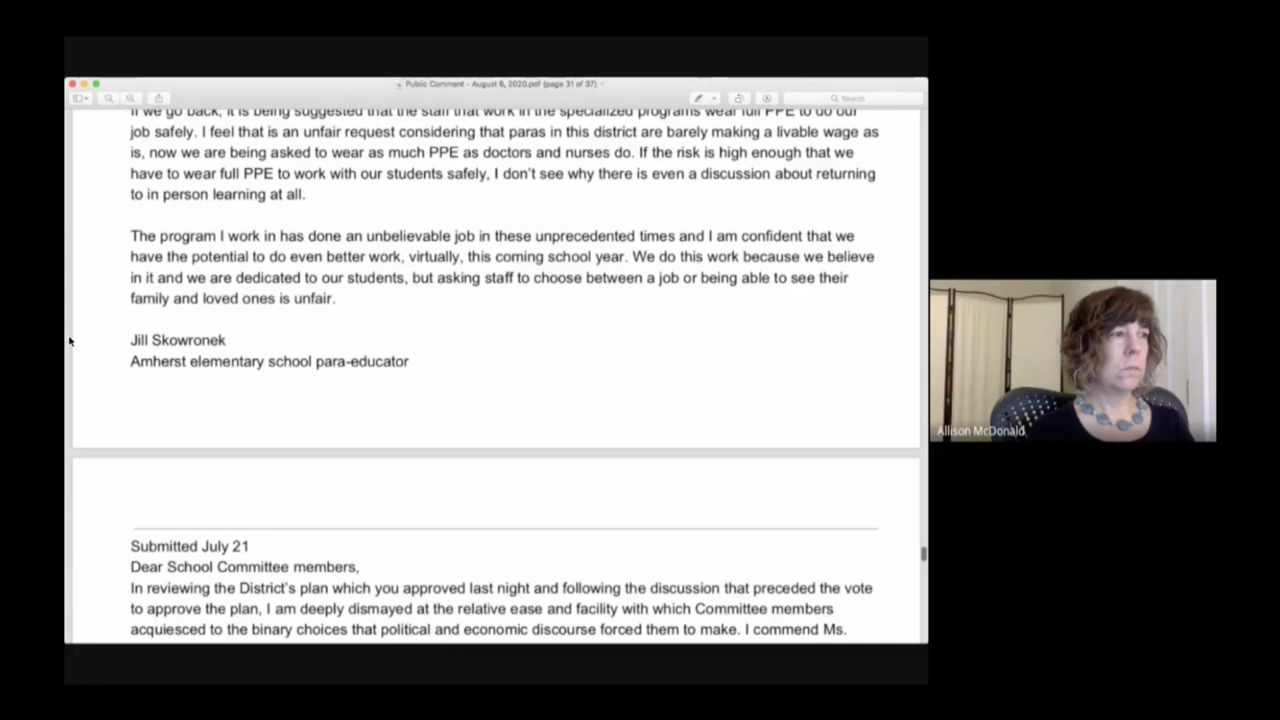 Public Comment - August 6, 2020.pdf (page 31 of 37)
Search
If we go back, it is being suggested that the staff that work in the specialized programs wear full PPE to do our
job safely. I feel that is an unfair request considering that paras in this district are barely making a livable wage as
is, now we are being asked to wear as much PPE as doctors and nurses do. If the risk is high enough that we
have to wear full PPE to work with our students safely, I don't see why there is even a discussion about returning
to in person learning at all.
The program I work in has done an unbelievable job in these unprecedented times and I am confident that we
have the potential to do even better work, virtually, this coming school year. We do this work because we believe
in it and we are dedicated to our students, but asking staff to choose between a job or being able to see their
family and loved ones is unfair.
Jill Skowronek
Amherst elementary school para-educator
Submitted July 21
Dear School Committee members,
In reviewing the District's plan which you approved last night and following the discussion that preceded the vote
to approve the plan, I am deeply dismayed at the relative ease and facility with which Committee members
acquiesced to the binary choices that political and economic discourse forced them to make. I commend Ms.
Allison McDonald